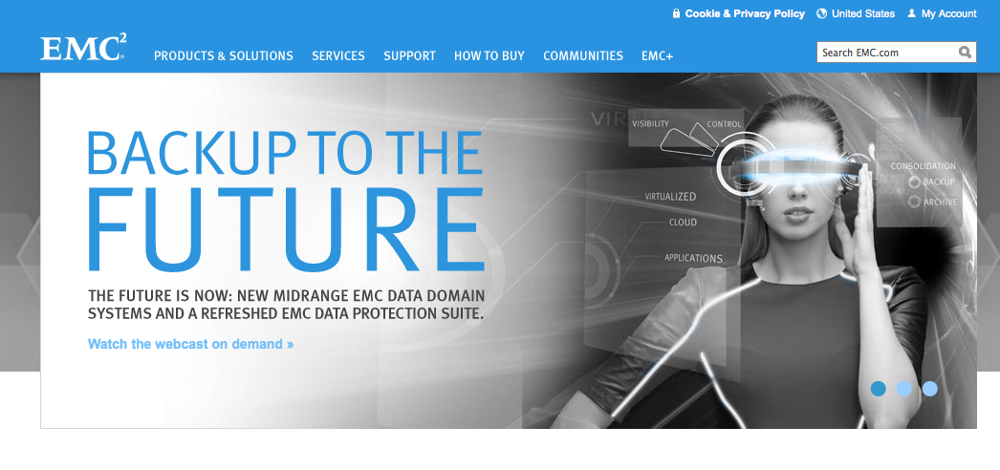 Cookie & Privacy Policy United States My Account
EMC²
PRODUCTS & SOLUTIONS SERVICES SUPPORT HOW TO BUY COMMUNITIES EMC+
Search EMC.com
BACKUP TO THE
FUTURE
THE FUTURE IS NOW: NEW MIDRANGE EMC DATA DOMAIN
SYSTEMS AND A REFRESHED EMC DATA PROTECTION SUITE.
Watch the webcast on demand »
VISIBILITY
CONTROL
VIRTUALIZED
CLOUD
APPLICATIONS
CONSOLIDATION
BACKUP
ARCHIVE